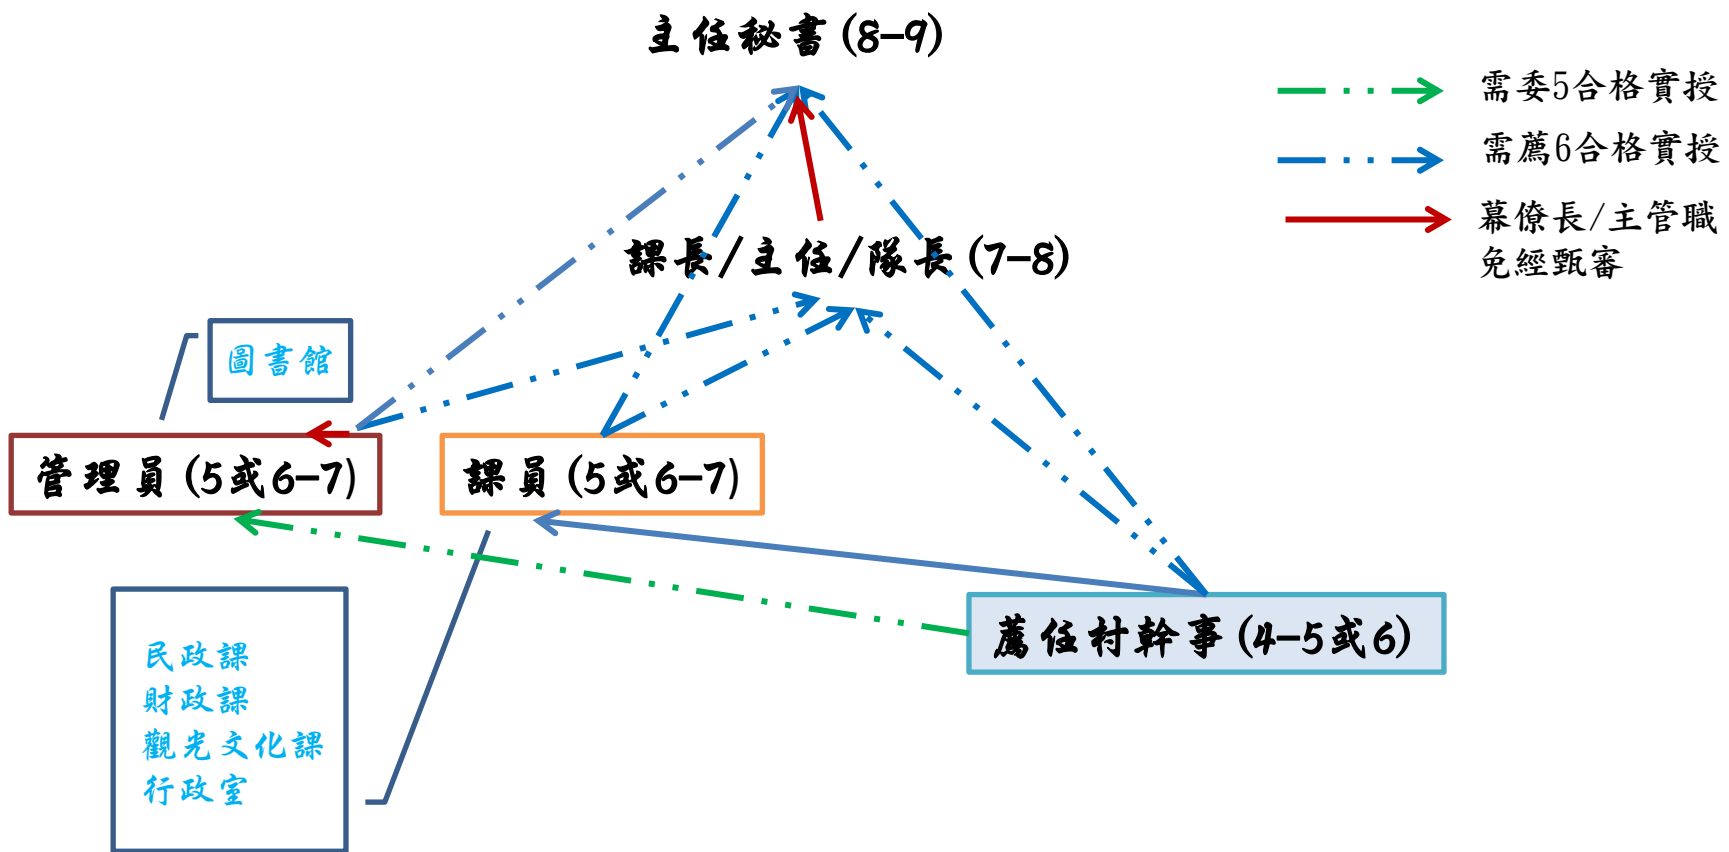 主任秘書(8-9)
需委5合格實授
需薦6合格實授
幕僚長/主管職
免經甄審
課長/主任/隊長(7-8)
圖書館
管理員(5或6-7)
課員(5或6-7)
薦任村幹事(4-5或6)
民政課
財政課
觀光文化課
行政室